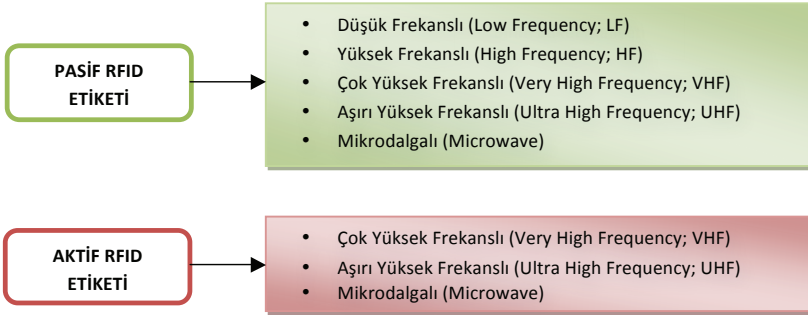 PASİF RFID
ETİKETİ
• Düşük Frekanslı (Low Frequency; LF)
• Yüksek Frekanslı (High Frequency; HF)
• Çok Yüksek Frekanslı (Very High Frequency; VHF)
• Aşırı Yüksek Frekanslı (Ultra High Frequency; UHF)
• Mikrodalgalı (Microwave)
AKTİF RFID
ETİKETİ
• Çok Yüksek Frekanslı (Very High Frequency; VHF)
• Aşırı Yüksek Frekanslı (Ultra High Frequency; UHF)
• Mikrodalgalı (Microwave)